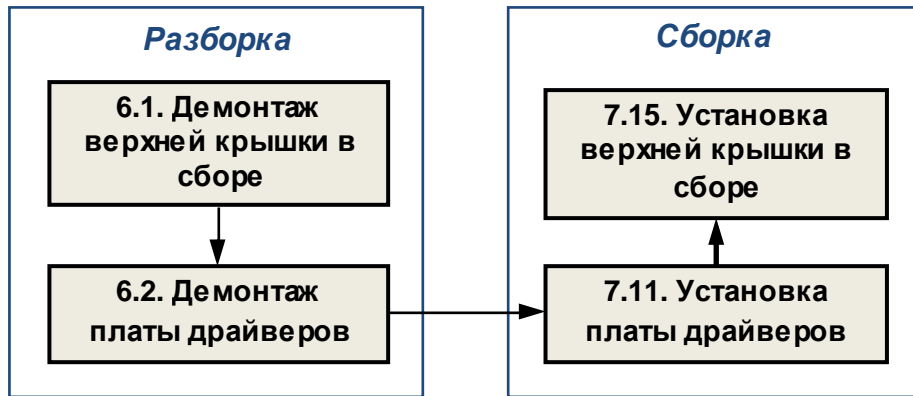 Разборка
6.1. Демонтаж
верхней крышки в
сборе
6.2. Демонтаж
платы драйверов
Сборка
7.15. Установка
верхней крышки в
сборе
7.11. Установка
платы драйверов